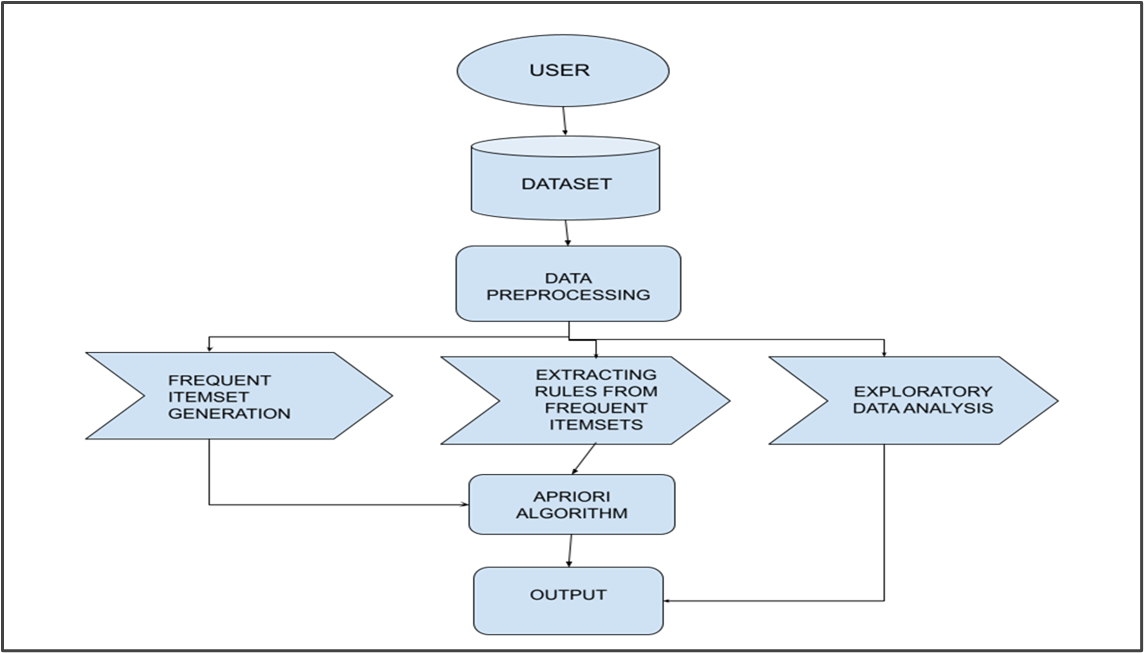 USER
DATASET
DATA
PREPROCESSING
FREQUENT
ITEMSET
GENERATION
EXTRACTING
RULES FROM
FREQUENT
ITEMSETS
EXPLORATORY
DATA ANALYSIS
APRIORI
ALGORITHM
OUTPUT